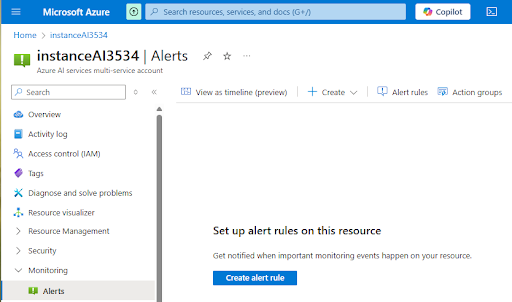 Microsoft Azure
Search resources, services, and docs (G+/)
Copilot
Home > instanceAI3534
instanceAI3534 | Alerts
Azure AI services multi-service account
Search
View as timeline (preview)
Create
Alert rules
Action groups
Overview
Activity log
Access control (IAM)
Tags
Diagnose and solve problems
Resource visualizer
Resource Management
Security
Monitoring
Alerts
Set up alert rules on this resource
Get notified when important monitoring events happen on your resource.
Create alert rule